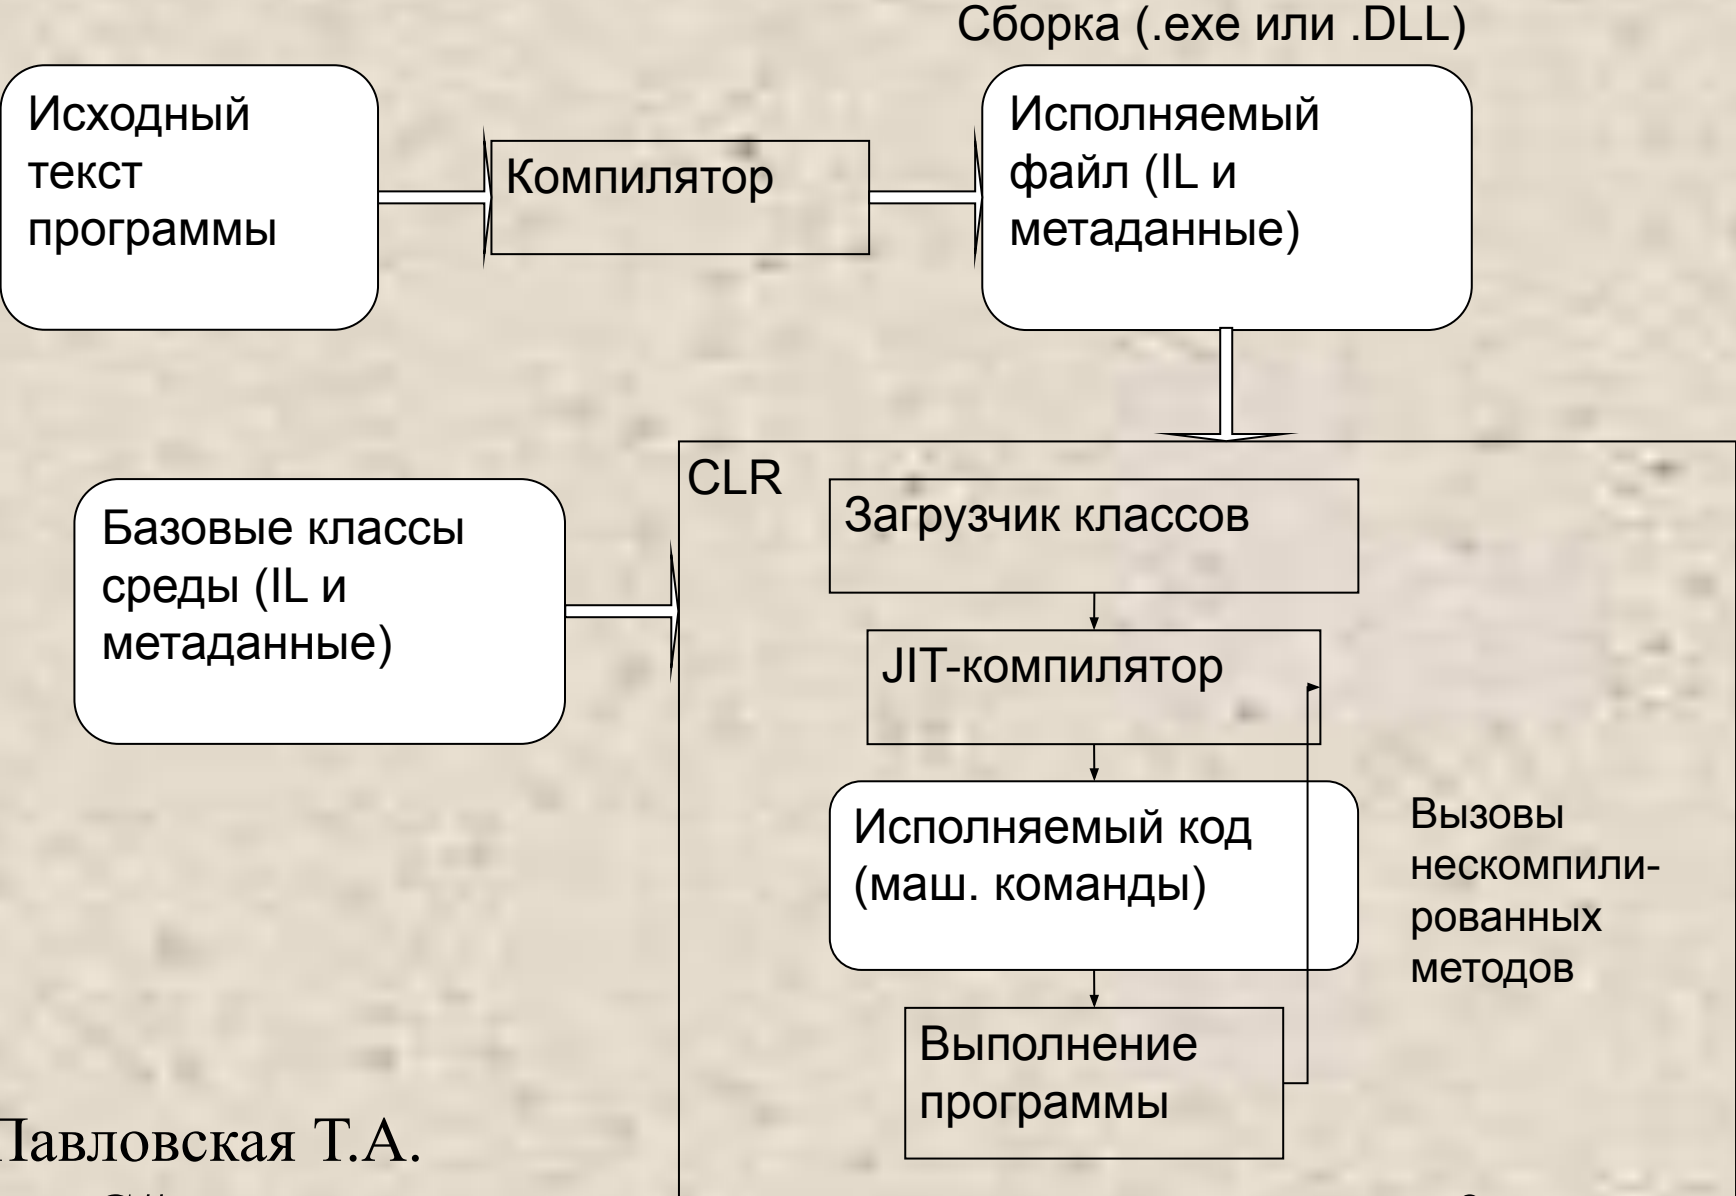 Сборка (.exe или .DLL)
Исходный
текст
программы
Компилятор
Исполняемый
файл (IL и
метаданные)
CLR
Базовые классы
среды (IL и
метаданные)
Загрузчик классов
JIT-компилятор
Исполняемый код
(маш. команды)
Вызовы
нескомпили-
рованных
методов
Выполнение
программы
Павловская Т.А.